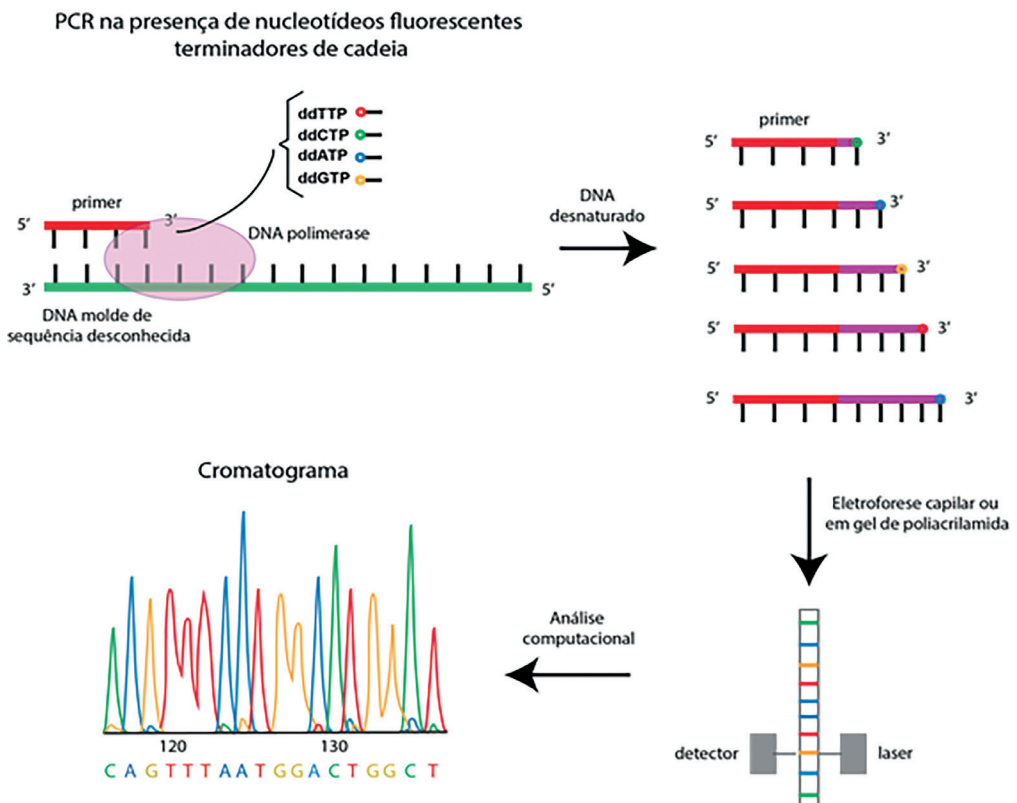 PCR na presença de nucleotídeos fluorescentes
terminadores de cadeia
ddTTP
ddCTP
ddATP
ddGTP
primer
5’
3’
DNA polimerase
3’
5’
DNA molde de
sequência desconhecida
DNA
desnaturado
primer
5’
3’
5’
3’
5’
3’
5’
3’
5’
3’
Eletroforese capilar ou
em gel de poliacrilamida
detector
laser
Análise
computacional
Cromatograma
120
130
C A G T T T A A T G G A C T G G C T